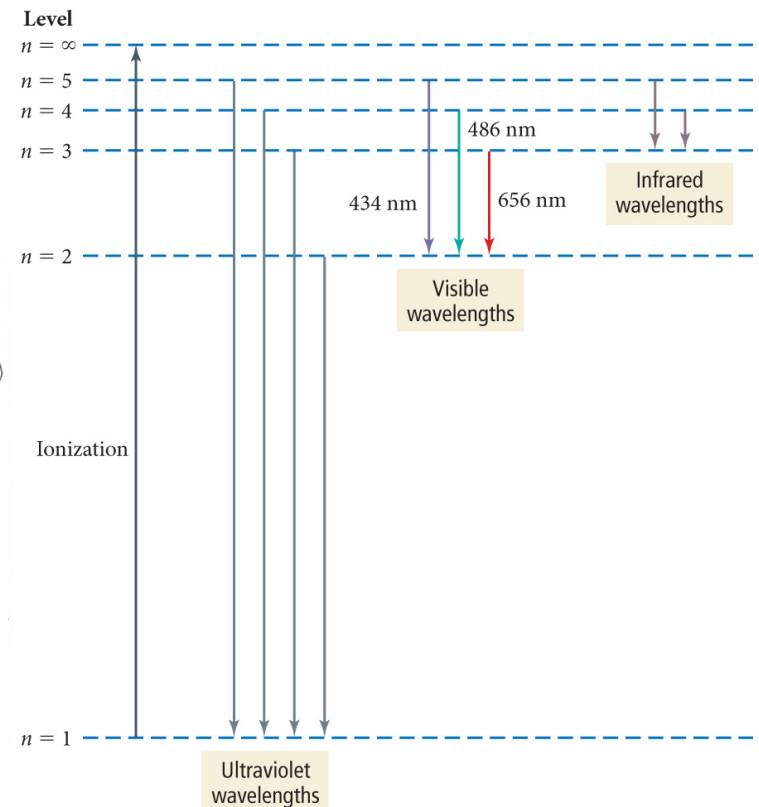 Level
n = ∞
n = 5
n = 4
486 nm
n = 3
Infrared
wavelengths
434 nm
656 nm
n = 2
Visible
wavelengths
Ionization
n = 1
Ultraviolet
wavelengths